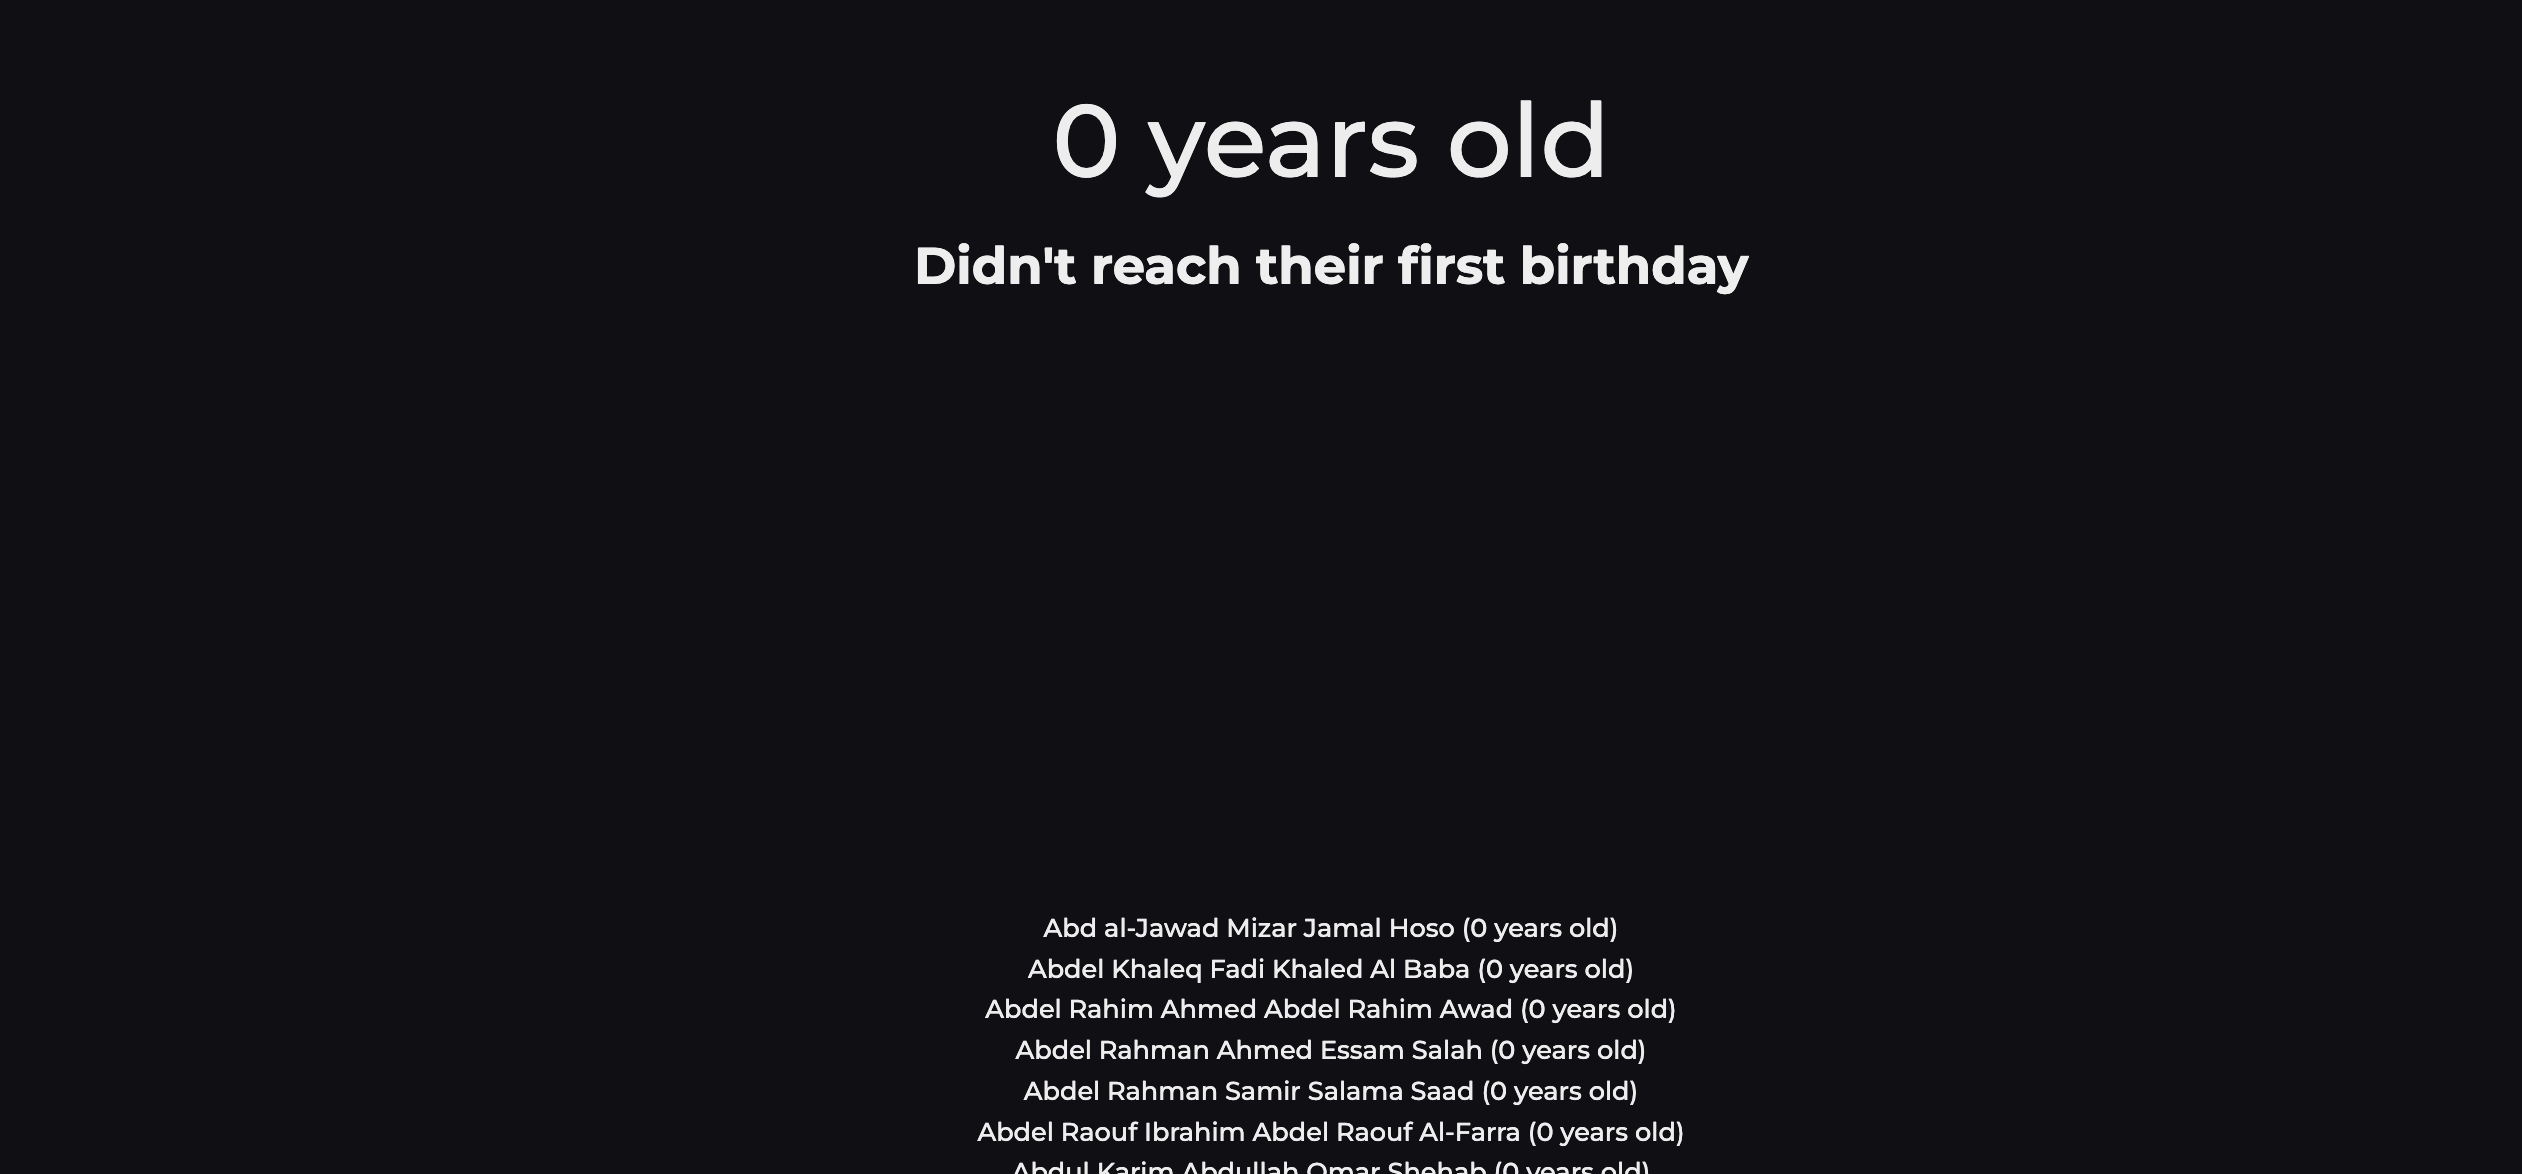 0 years old
Didn't reach their first birthday
Abd al-Jawad Mizar Jamal Hoso (0 years old)
Abdel Khaleq Fadi Khaled Al Baba (0 years old)
Abdel Rahim Ahmed Abdel Rahim Awad (0 years old)
Abdel Rahman Ahmed Essam Salah (0 years old)
Abdel Rahman Samir Salama Saad (0 years old)
Abdel Raouf Ibrahim Abdel Raouf Al-Farra (0 years old)
Abdul Karim Abdullah Omar Shehab (0 years old)